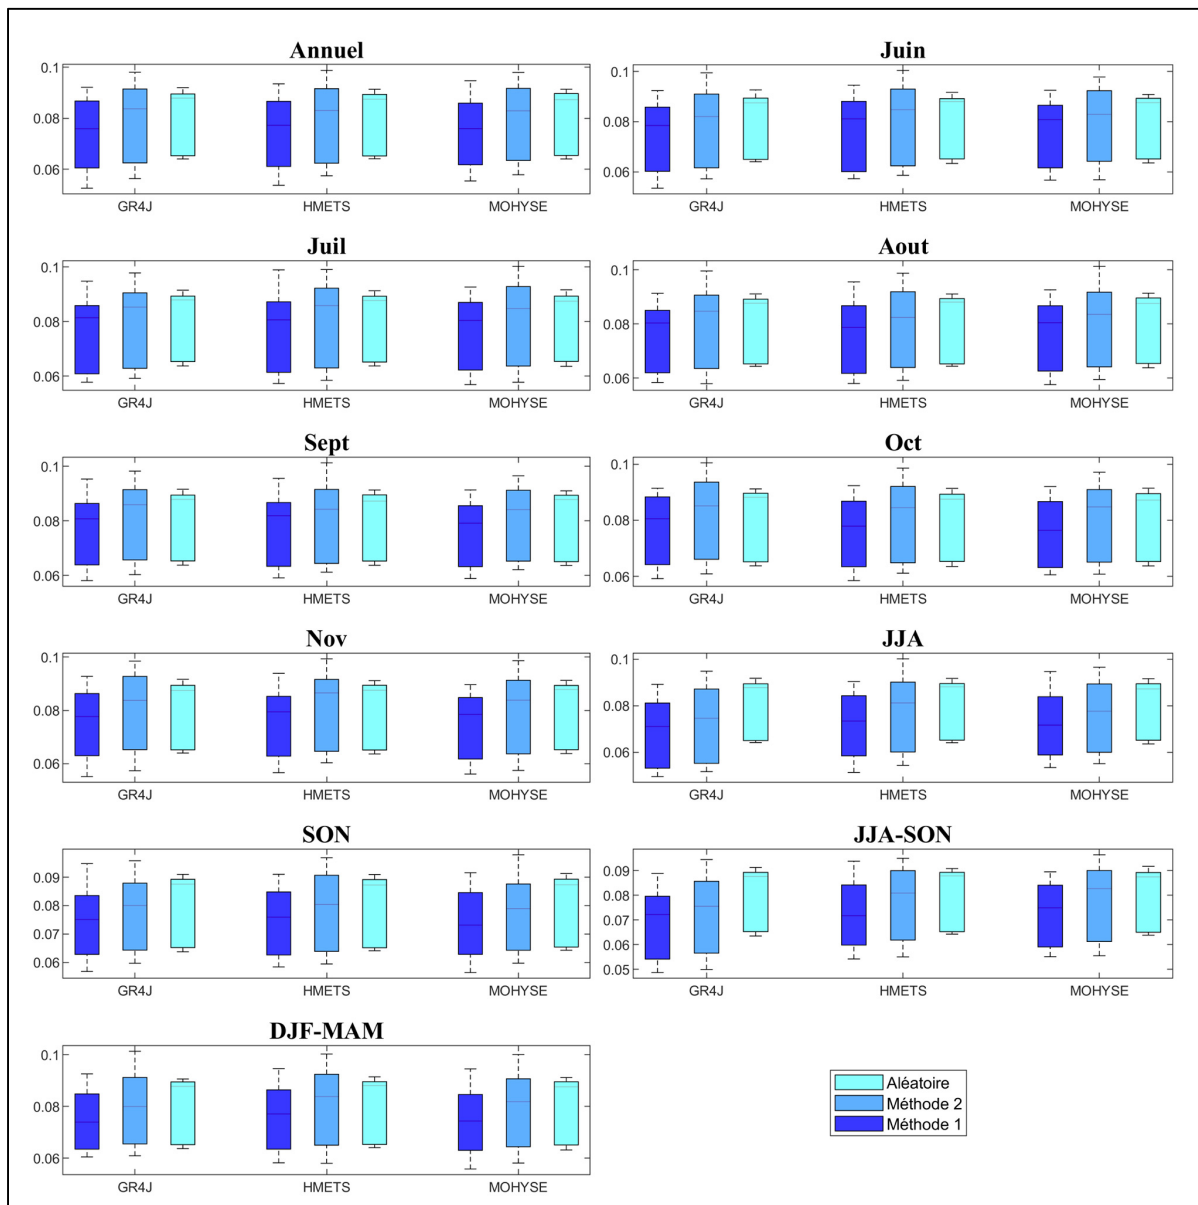 Annuel
0.1
0.08
0.06
GR4J HMETS MOHYSE
Juin
0.1
0.08
0.06
GR4J HMETS MOHYSE
Juil
0.1
0.08
0.06
GR4J HMETS MOHYSE
Aout
0.1
0.08
0.06
GR4J HMETS MOHYSE
Sept
0.1
0.08
0.06
GR4J HMETS MOHYSE
Oct
0.1
0.08
0.06
GR4J HMETS MOHYSE
Nov
0.1
0.08
0.06
GR4J HMETS MOHYSE
JJA
0.1
0.08
0.06
GR4J HMETS MOHYSE
SON
0.09
0.08
0.07
0.06
GR4J HMETS MOHYSE
JJA-SON
0.09
0.08
0.07
0.06
0.05
GR4J HMETS MOHYSE
DJF-MAM
0.1
0.08
0.06
GR4J HMETS MOHYSE
Aléatoire
Méthode 2
Méthode 1